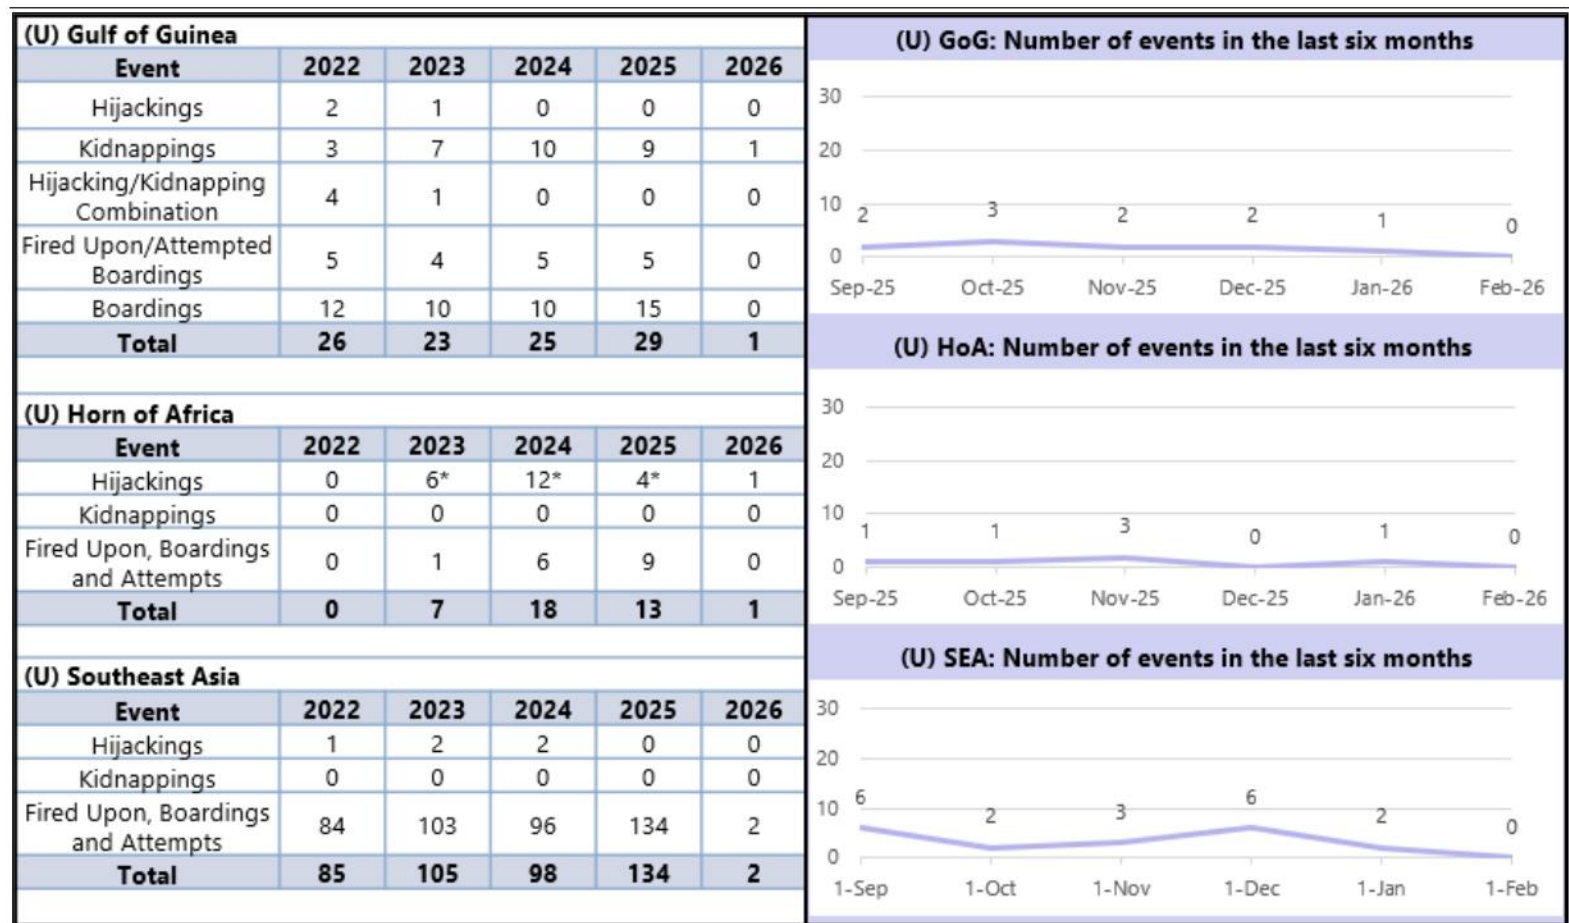 (U) Gulf of Guinea
Event 2022 2023 2024 2025 2026
Hijackings 2 1 0 0 0
Kidnappings 3 7 10 9 1
Hijacking/Kidnapping
Combination 4 1 0 0 0
Fired Upon/Attempted
Boardings 5 4 5 5 0
Boardings 12 10 10 15 0
Total 26 23 25 29 1
(U) Horn of Africa
Event 2022 2023 2024 2025 2026
Hijackings 0 6* 12* 4* 1
Kidnappings 0 0 0 0 0
Fired Upon, Boardings
and Attempts 0 1 6 9 0
Total 0 7 18 13 1
(U) Southeast Asia
Event 2022 2023 2024 2025 2026
Hijackings 1 2 2 0 0
Kidnappings 0 0 0 0 0
Fired Upon, Boardings
and Attempts 84 103 96 134 2
Total 85 105 98 134 2
(U) GoG: Number of events in the last six months
30
20
10
2 3 2 2 1 0
0
Sep-25 Oct-25 Nov-25 Dec-25 Jan-26 Feb-26
(U) HoA: Number of events in the last six months
30
20
10
1 1 3 0 1 0
0
Sep-25 Oct-25 Nov-25 Dec-25 Jan-26 Feb-26
(U) SEA: Number of events in the last six months
30
20
10
6 2 3 6 2 0
0
1-Sep 1-Oct 1-Nov 1-Dec 1-Jan 1-Feb